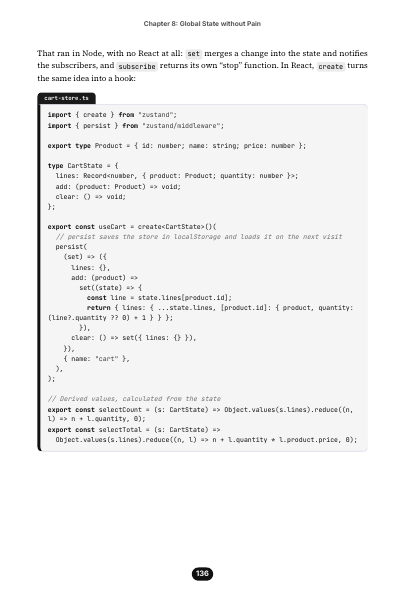 Chapter 8: Global State without Pain
That ran in Node, with no React at all: set merges a change into the state and notifies
the subscribers, and subscribe returns its own “stop” function. In React, create turns
the same idea into a hook:
cart-store.ts
import { create } from "zustand";
import { persist } from "zustand/middleware";
export type Product = { id: number; name: string; price: number };
type CartState = {
  lines: Record<number, { product: Product; quantity: number }>;
  add: (product: Product) => void;
  clear: () => void;
};
export const useCart = create<CartState>()(
  // persist saves the store in localStorage and loads it on the next visit
  persist(
    (set) => ({
      lines: {},
      add: (product) =>
        set((state) => {
          const line = state.lines[product.id];
          return { lines: { ...state.lines, [product.id]: { product, quantity:
(line?.quantity ?? 0) + 1 } } };
        }),
      clear: () => set({ lines: {} }),
    }),
    { name: "cart" },
  ),
);
// Derived values, calculated from the state
export const selectCount = (s: CartState) => Object.values(s.lines).reduce((n,
l) => n + l.quantity, 0);
export const selectTotal = (s: CartState) =>
  Object.values(s.lines).reduce((n, l) => n + l.quantity * l.product.price, 0);
136